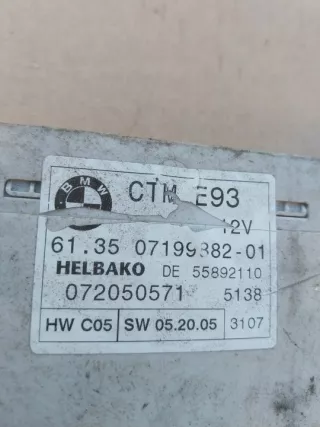 BMW
CTM E93
12V
61.35 07199882-01
HELBAKO DE 55892110
072050571 5138
HW C05 SW 05.20.05 3107